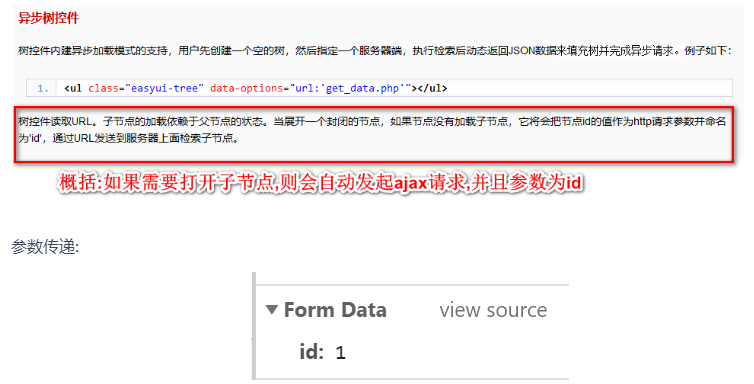 异步树控件
树控件内建异步加载模式的支持，用户先创建一个空的树，然后指定一个服务器端，执行检索后动态返回JSON数据来填充树并完成异步请求。例子如下：
1. <ul class="easyui-tree" data-options="url:'get_data.php'"></ul>
树控件读取URL。子节点的加载依赖于父节点的状态。当展开一个封闭的节点，如果节点没有加载子节点，它将会把节点id的值作为http请求参数并命名
为'id'，通过URL发送到服务器上面检索子节点。
概括:如果需要打开子节点,则会自动发起ajax请求,并且参数为id
参数传递:
▼ Form Data view source
id: 1